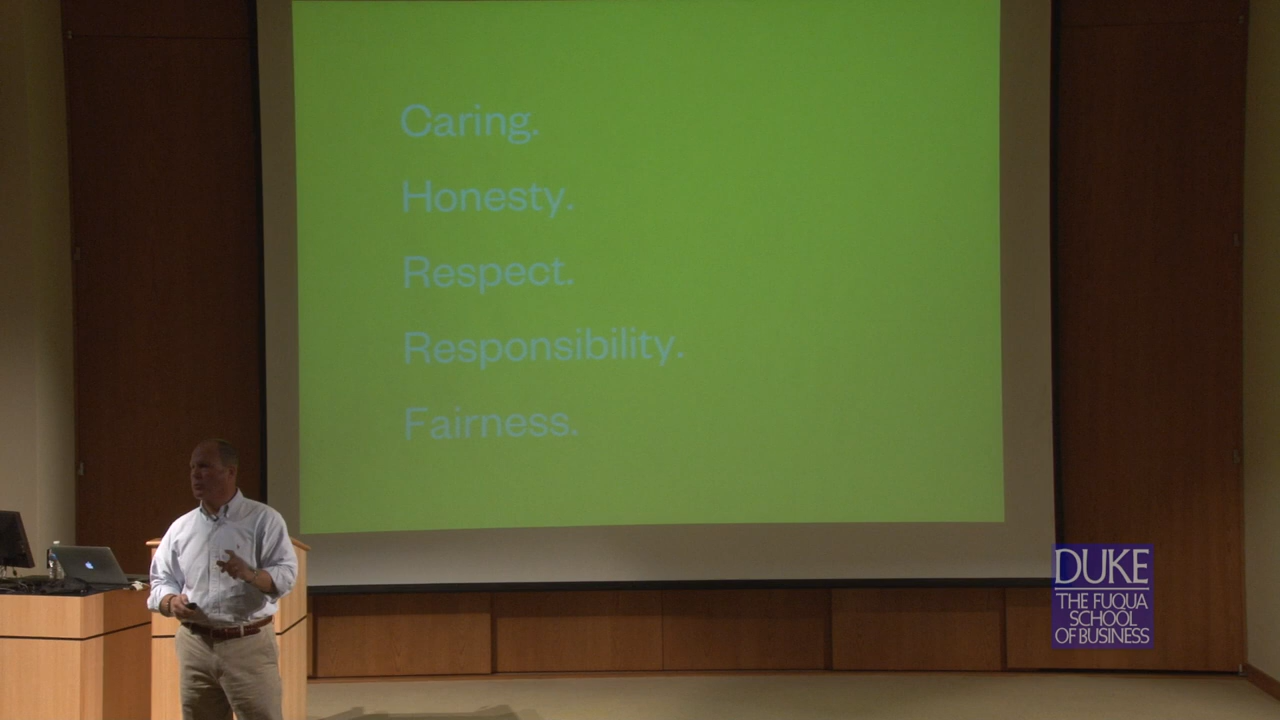 Caring.
Honesty.
Respect.
Responsibility.
Fairness.
DUKE
THE FUQUA
SCHOOL
OF BUSINESS